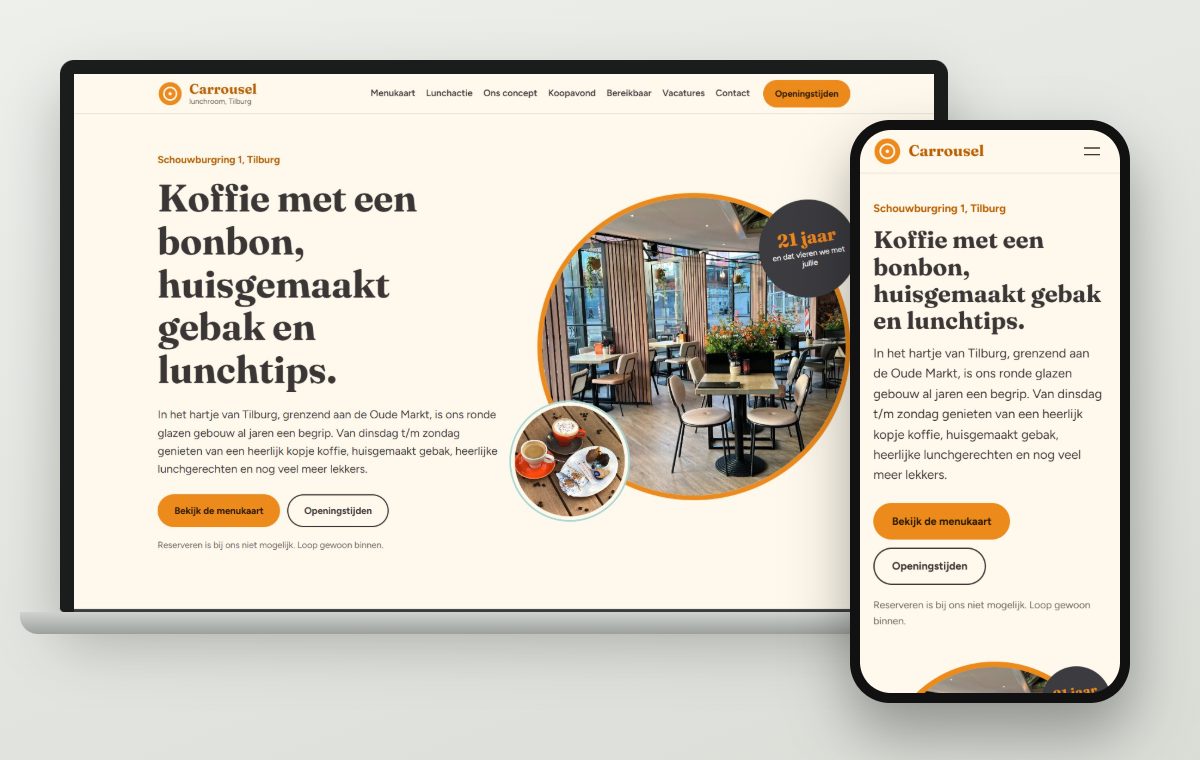 Carrousel
lunchroom, Tilburg
Menukaart Lunchactie Ons concept Koopavond Bereikbaar Vacatures Contact Openingstijden
Schouwburgring 1, Tilburg
Koffie met een
bonbon,
huisgemaakt
gebak en
lunchtips.
In het hartje van Tilburg, grenzend aan de Oude Markt, is ons ronde
glazen gebouw al jaren een begrip. Van dinsdag t/m zondag
genieten van een heerlijk kopje koffie, huisgemaakt gebak, heerlijke
lunchgerechten en nog veel meer lekkers.
Bekijk de menukaart Openingstijden
Reserveren is bij ons niet mogelijk. Loop gewoon binnen.
21 jaar
en dat vieren we met
jullie
Carrousel
Schouwburgring 1, Tilburg
Koffie met een
bonbon,
huisgemaakt gebak
en lunchtips.
In het hartje van Tilburg, grenzend aan
de Oude Markt, is ons ronde glazen
gebouw al jaren een begrip. Van dinsdag
t/m zondag genieten van een heerlijk
kopje koffie, huisgemaakt gebak,
heerlijke lunchgerechten en nog veel
meer lekkers.
Bekijk de menukaart
Openingstijden
Reserveren is bij ons niet mogelijk. Loop gewoon
binnen.
21 jaar